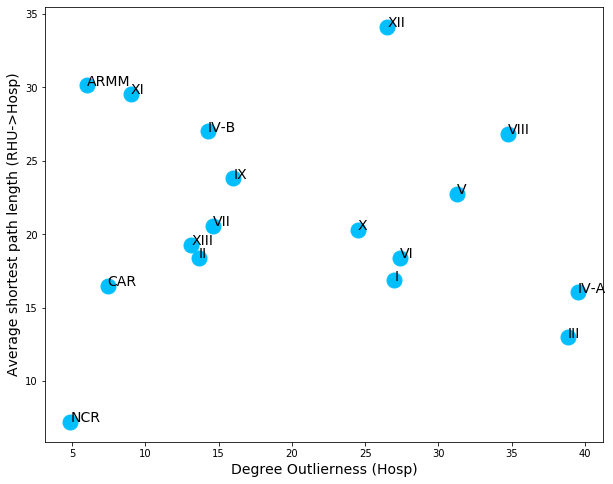 35
XII
30
ARMM
XI
IV-B
VIII
25
IX
V
VII
X
20
XIII
II
VI
CAR
I
IV-A
15
III
10
NCR
5
10
15
20
25
30
35
40
Average shortest path length (RHU->Hosp)
Degree Outlierness (Hosp)